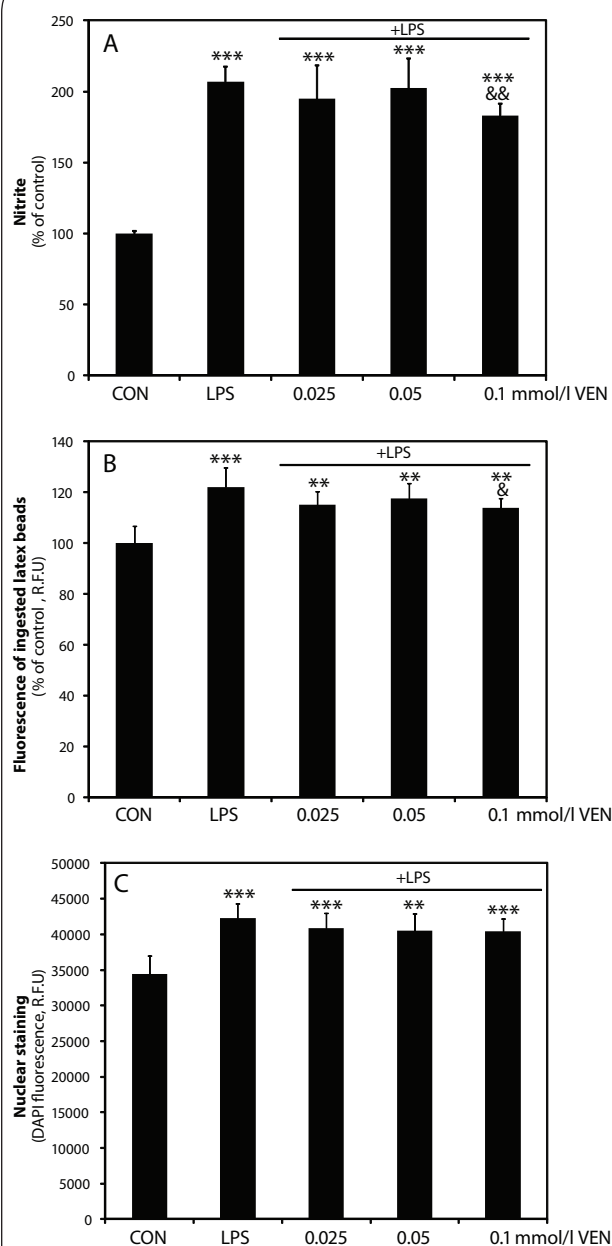 A
+LPS
250
200
150
100
50
0
Nitrite
(% of control)
***
***
***
***
&&
CON LPS 0.025 0.05 0.1 mmol/l VEN
B
+LPS
140
120
100
80
60
40
20
0
Fluorescence of ingested latex beads
(% of control , R.F.U)
***
**
**
**
&
CON LPS 0.025 0.05 0.1 mmol/l VEN
C
+LPS
50000
45000
40000
35000
30000
25000
20000
15000
10000
5000
0
Nuclear staining
(DAPI fluorescence, R.F.U)
***
***
**
***
CON LPS 0.025 0.05 0.1 mmol/l VEN